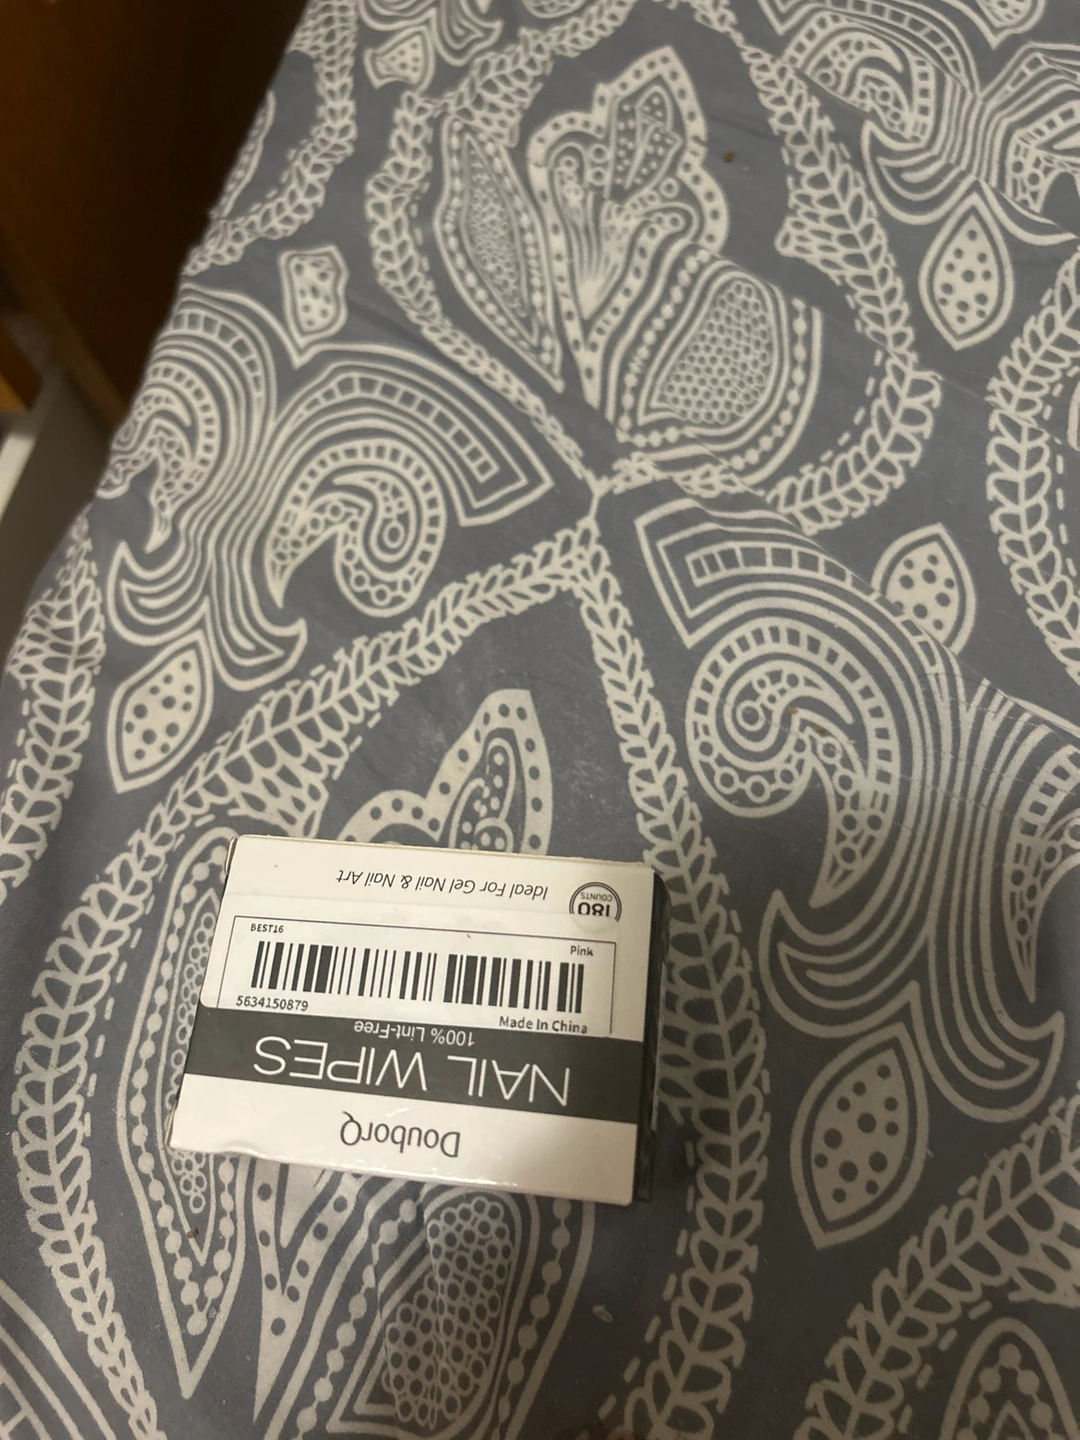 DouborQ
NAIL WIPES
100% Lint-Free
180
COUNTS
Ideal For Gel Nail & Nail Art
BEST16
Pink
5634150879
Made In China